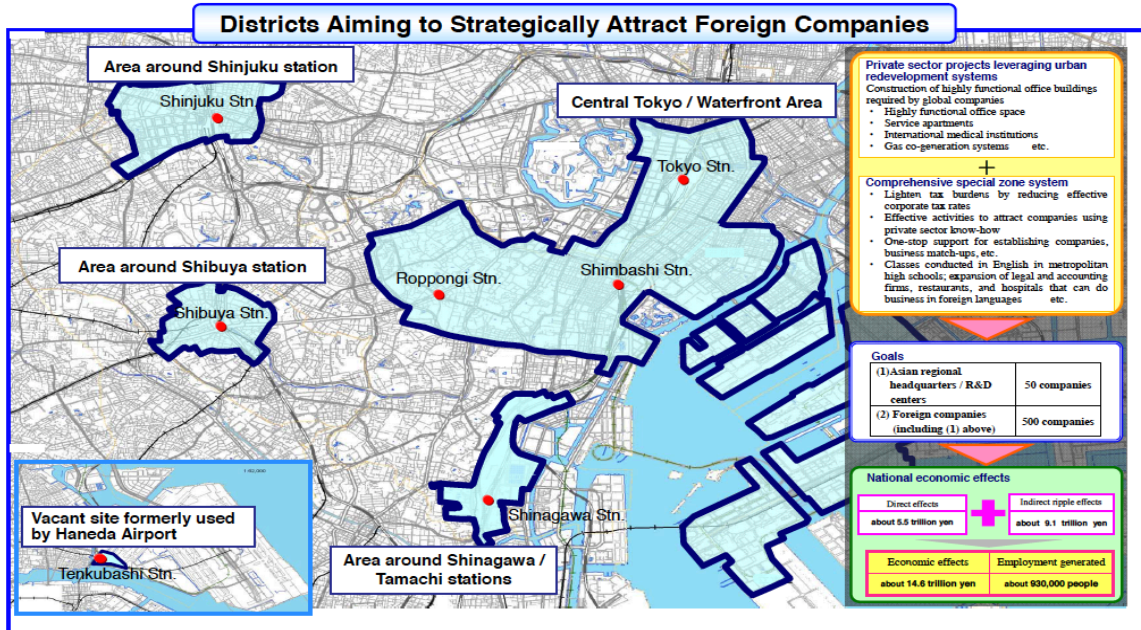 Districts Aiming to Strategically Attract Foreign Companies
Area around Shinjuku station
Shinjuku Stn.
Central Tokyo / Waterfront Area
Tokyo Stn.
Area around Shibuya station
Shibuya Stn.
Roppongi Stn.
Shimbashi Stn.
Shinagawa Stn.
Area around Shinagawa /
Tamachi stations
Vacant site formerly used
by Haneda Airport
Tenkubashi Stn.
Private sector projects leveraging urban
redevelopment systems
Construction of highly functional office buildings
required by global companies
• Highly functional office space
• Service apartments
• International medical institutions
• Gas co-generation systems etc.
+
Comprehensive special zone system
• Lighten tax burdens by reducing effective
corporate tax rates
• Effective activities to attract companies using
private sector know-how
• One-stop support for establishing companies,
business match-ups, etc.
• Classes conducted in English in metropolitan
high schools; expansion of legal and accounting
firms, restaurants, and hospitals that can do
business in foreign languages etc.
Goals
(1)Asian regional
headquarters / R&D
centers
50 companies
(2) Foreign companies
(including (1) above)
500 companies
National economic effects
Direct effects
about 5.5 trillion yen
Indirect ripple effects
about 9.1 trillion yen
Economic effects
Employment generated
about 14.6 trillion yen
about 930,000 people